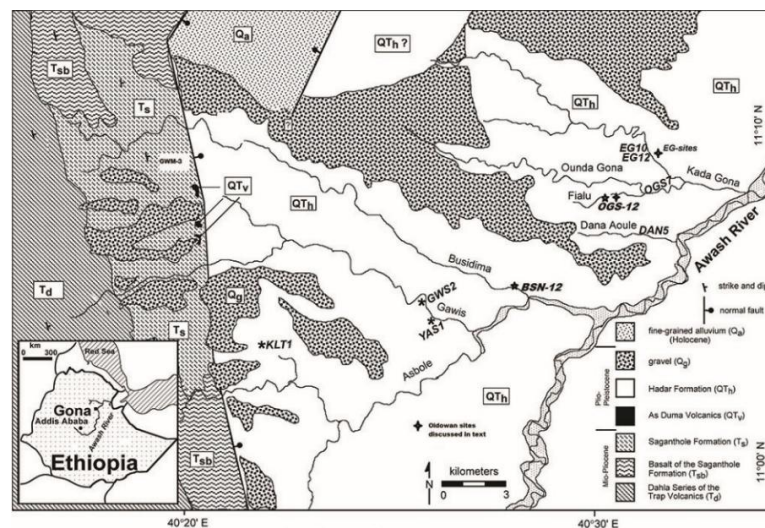 Qa
QTh ?
Tsb
Ts
QTh
11°10' N
EG10
EG12
EG-sites
GWM-3
Ounda Gona
Kada Gona
OGS7
QTv
QTh
Fialu
OGS-12
Dana Aoule
DAN5
Awash River
Busidima
BSN-12
Td
Qg
GWS2
Gawis
YAS1
Ts
KLT1
Asbole
QTh
Tsb
Oldowan sites
discussed in text
N
kilometers
0 3
strike and dip
normal fault
fine-grained alluvium (Qa)
(Holocene)
gravel (Qg)
Hadar Formation (QTh)
As Duma Volcanics (QTv)
Saganthole Formation (Ts)
Basalt of the Saganthole
Formation (Tsb)
Dahla Series of the
Trap Volcanics (Td)
Plio-
Pleistocene
Mio-Pliocene
km
0 300
Red Sea
Gona
Addis Ababa
Awash River
Ethiopia
11°00' N
40°20' E
40°30' E